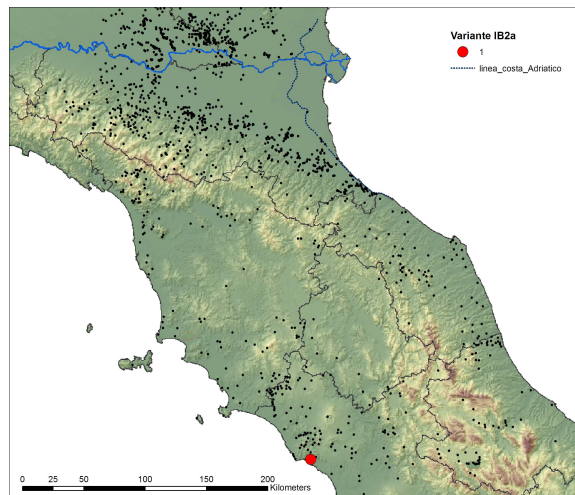 Variante IB2a
1
linea_costa_Adriatico
0 25 50 100 150 200
Kilometers